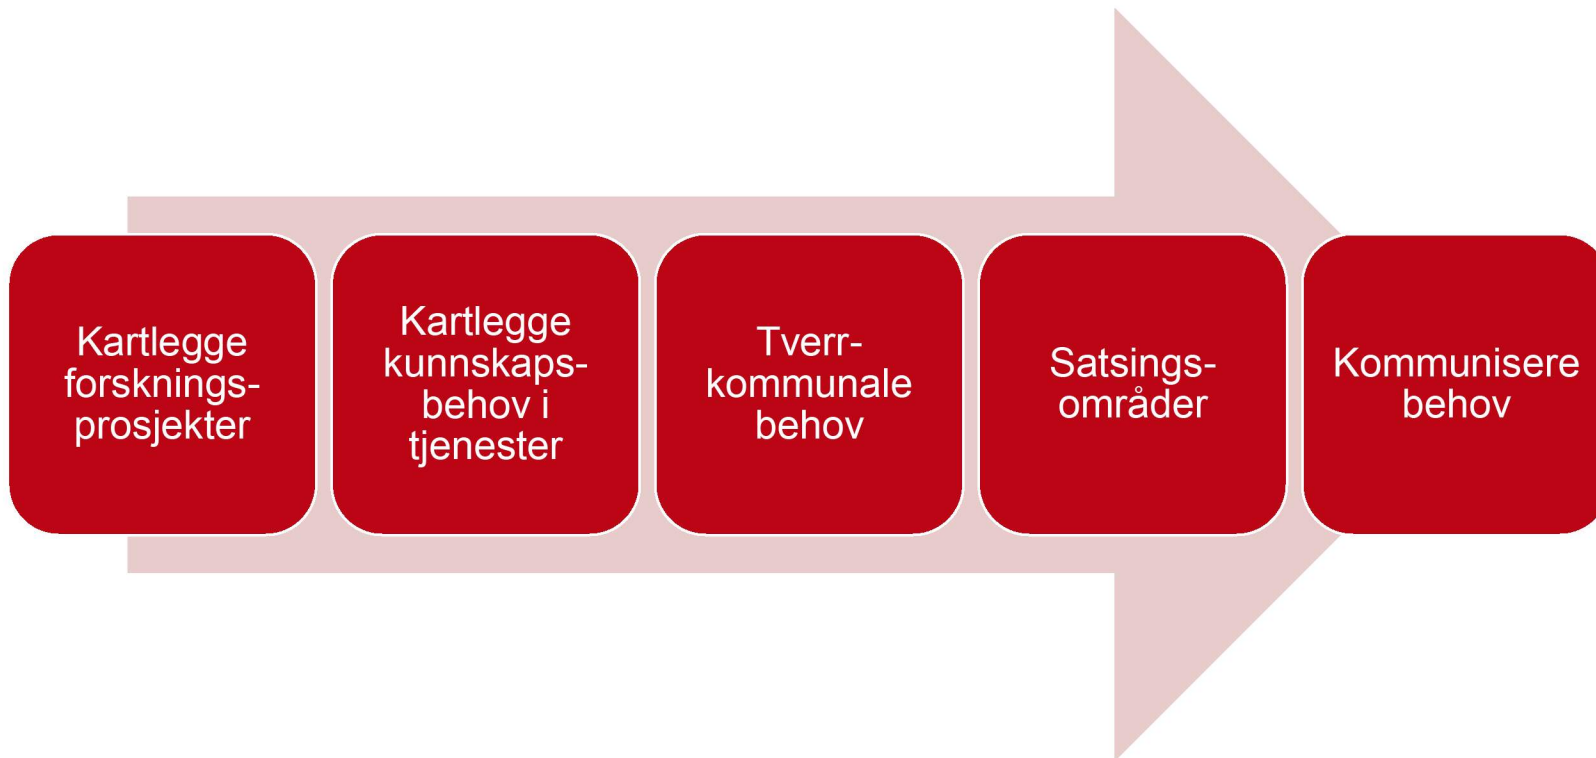 Kartlegge
forsknings-
prosjekter
Kartlegge
kunnskaps-
behov i
tjenester
Tverr-
kommunale
behov
Satsings-
områder
Kommunisere
behov